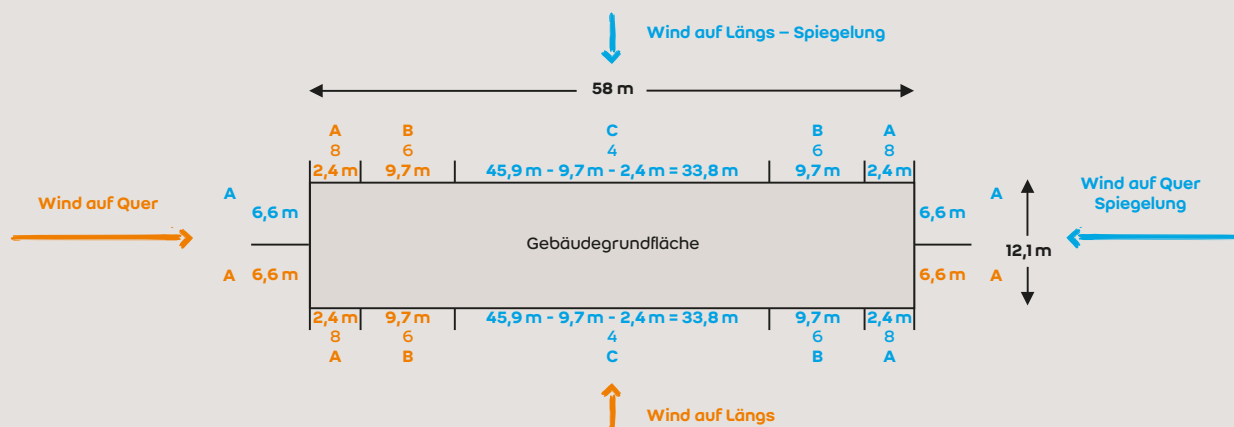 Wind auf Längs – Spiegelung
58 m
A B C B A
8 6 4 6 8
2,4 m 9,7 m 45,9 m - 9,7 m - 2,4 m = 33,8 m 9,7 m 2,4 m
A A
Wind auf Quer 6,6 m 6,6 m Wind auf Quer
Spiegelung
Gebäudegrundfläche 12,1 m
A 6,6 m 6,6 m A
2,4 m 9,7 m 45,9 m - 9,7 m - 2,4 m = 33,8 m 9,7 m 2,4 m
8 6 4 6 8
A B C B A
Wind auf Längs